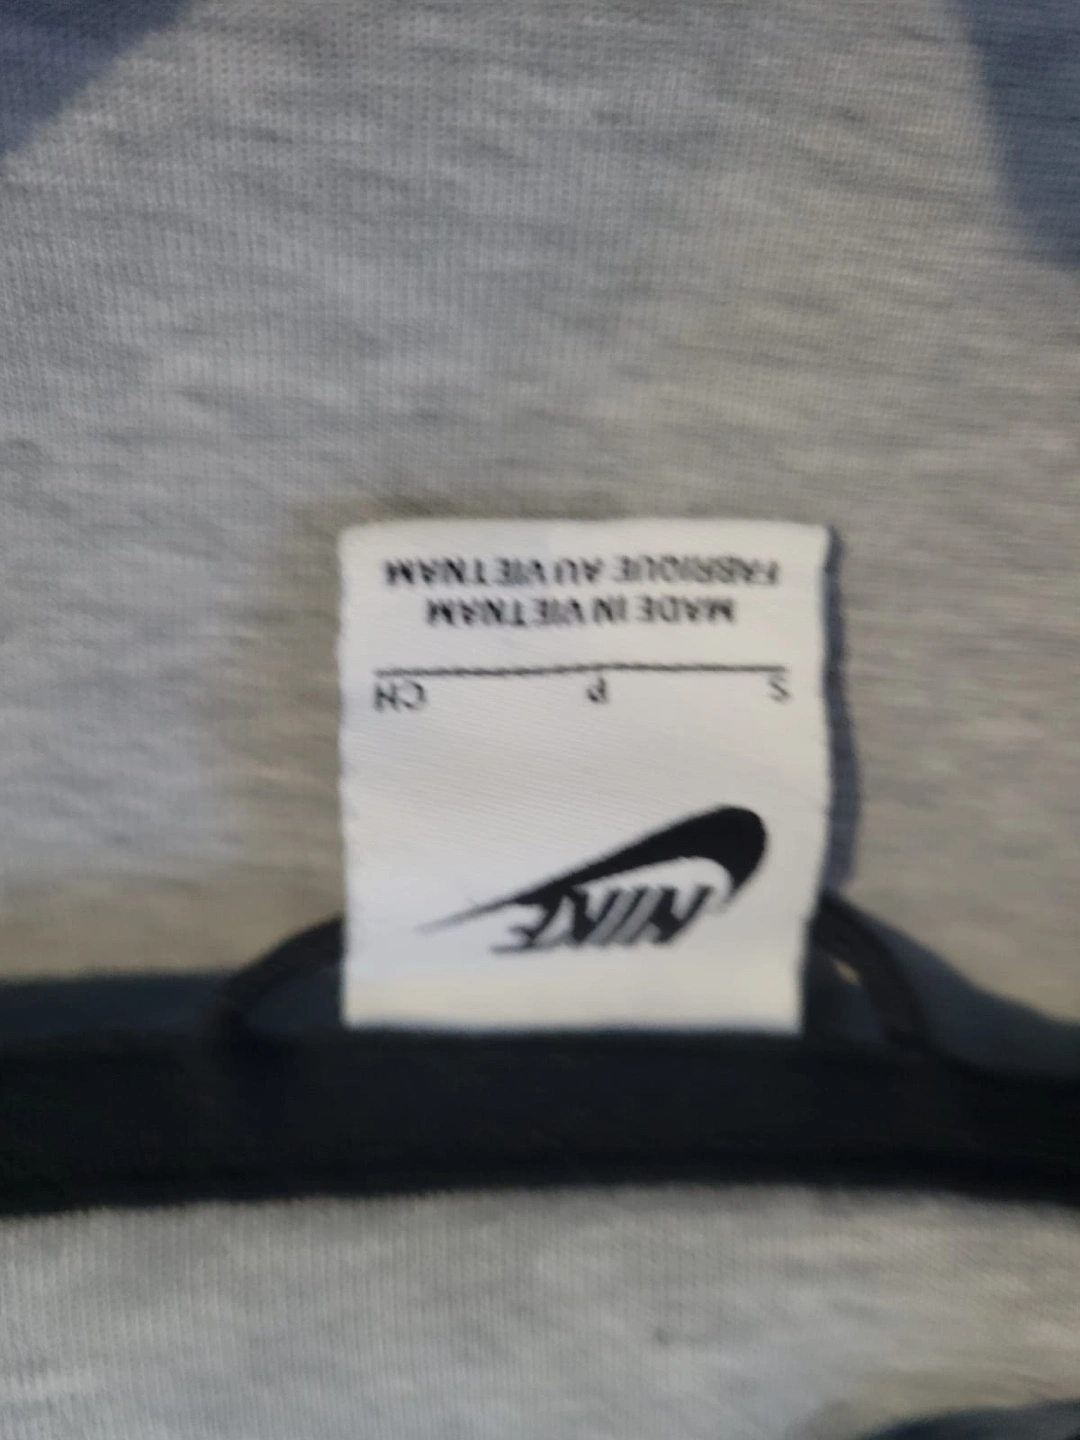 NIKE
S P CH
MADE IN VIETNAM
FABRIQUE AU VIETNAM